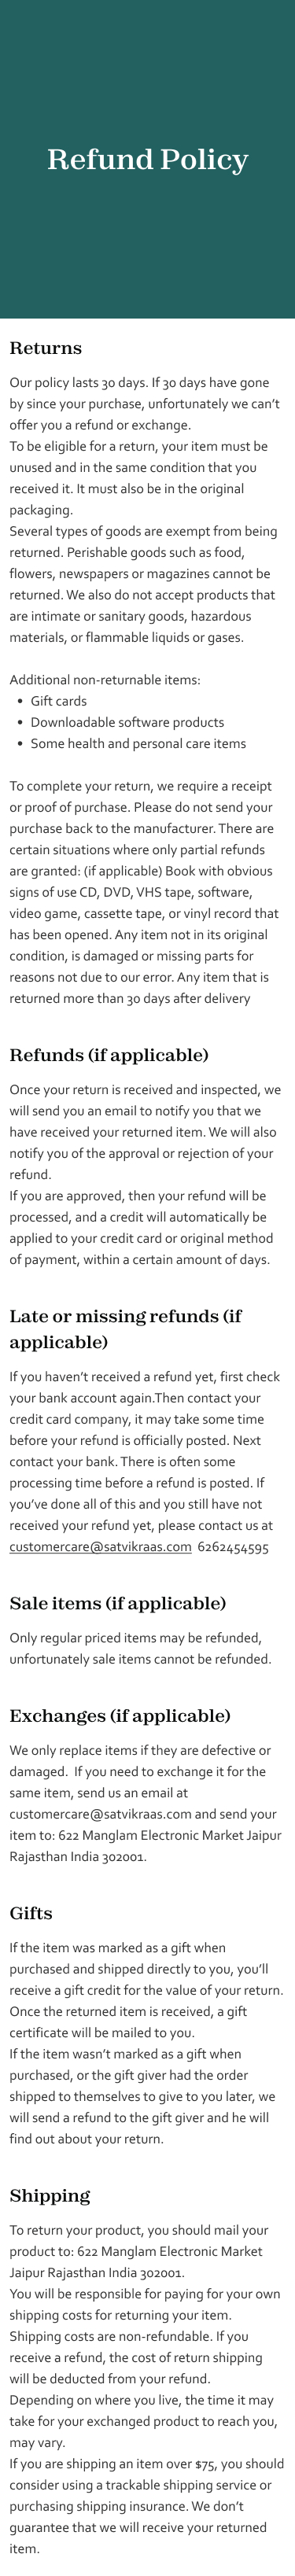 Refund Policy
Returns
Our policy lasts 30 days. If 30 days have gone
by since your purchase, unfortunately we can't
offer you a refund or exchange.
To be eligible for a return, your item must be
unused and in the same condition that you
received it. It must also be in the original
packaging.
Several types of goods are exempt from being
returned. Perishable goods such as food,
flowers, newspapers or magazines cannot be
returned. We also do not accept products that
are intimate or sanitary goods, hazardous
materials, or flammable liquids or gases.
Additional non-returnable items:
• Gift cards
• Downloadable software products
• Some health and personal care items
To complete your return, we require a receipt
or proof of purchase. Please do not send your
purchase back to the manufacturer. There are
certain situations where only partial refunds
are granted: (if applicable) Book with obvious
signs of use CD, DVD, VHS tape, software,
video game, cassette tape, or vinyl record that
has been opened. Any item not in its original
condition, is damaged or missing parts for
reasons not due to our error. Any item that is
returned more than 30 days after delivery
Refunds (if applicable)
Once your return is received and inspected, we
will send you an email to notify you that we
have received your returned item. We will also
notify you of the approval or rejection of your
refund.
If you are approved, then your refund will be
processed, and a credit will automatically be
applied to your credit card or original method
of payment, within a certain amount of days.
Late or missing refunds (if
applicable)
If you haven't received a refund yet, first check
your bank account again.Then contact your
credit card company, it may take some time
before your refund is officially posted. Next
contact your bank. There is often some
processing time before a refund is posted. If
you've done all of this and you still have not
received your refund yet, please contact us at
customercare@satvikraas.com 6262454595
Sale items (if applicable)
Only regular priced items may be refunded,
unfortunately sale items cannot be refunded.
Exchanges (if applicable)
We only replace items if they are defective or
damaged. If you need to exchange it for the
same item, send us an email at
customercare@satvikraas.com and send your
item to: 622 Manglam Electronic Market Jaipur
Rajasthan India 302001.
Gifts
If the item was marked as a gift when
purchased and shipped directly to you, you'll
receive a gift credit for the value of your return.
Once the returned item is received, a gift
certificate will be mailed to you.
If the item wasn't marked as a gift when
purchased, or the gift giver had the order
shipped to themselves to give to you later, we
will send a refund to the gift giver and he will
find out about your return.
Shipping
To return your product, you should mail your
product to: 622 Manglam Electronic Market
Jaipur Rajasthan India 302001.
You will be responsible for paying for your own
shipping costs for returning your item.
Shipping costs are non-refundable. If you
receive a refund, the cost of return shipping
will be deducted from your refund.
Depending on where you live, the time it may
take for your exchanged product to reach you,
may vary.
If you are shipping an item over $75, you should
consider using a trackable shipping service or
purchasing shipping insurance. We don't
guarantee that we will receive your returned
item.